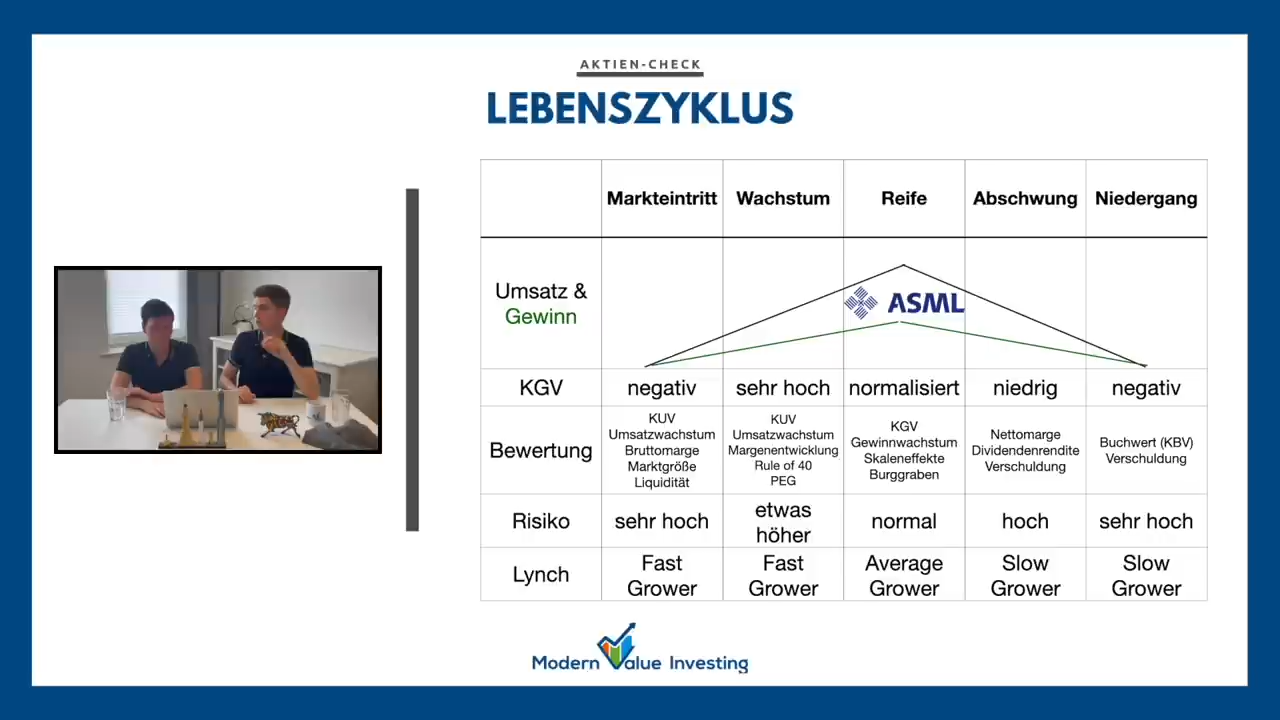 AKTIEN-CHECK
LEBENSZYKLUS
Markteintritt Wachstum Reife Abschwung Niedergang
Umsatz &
Gewinn
ASML
KGV negativ sehr hoch normalisiert niedrig negativ
Bewertung
KUV
Umsatzwachstum
Bruttomarge
Marktgröße
Liquidität
KUV
Umsatzwachstum
Margenentwicklung
Rule of 40
PEG
KGV
Gewinnwachstum
Skaleneffekte
Burggraben
Nettomarge
Dividendenrendite
Verschuldung
Buchwert (KBV)
Verschuldung
Risiko
sehr hoch
etwas
höher
normal
hoch
sehr hoch
Lynch
Fast
Grower
Fast
Grower
Average
Grower
Slow
Grower
Slow
Grower
Modern Value Investing